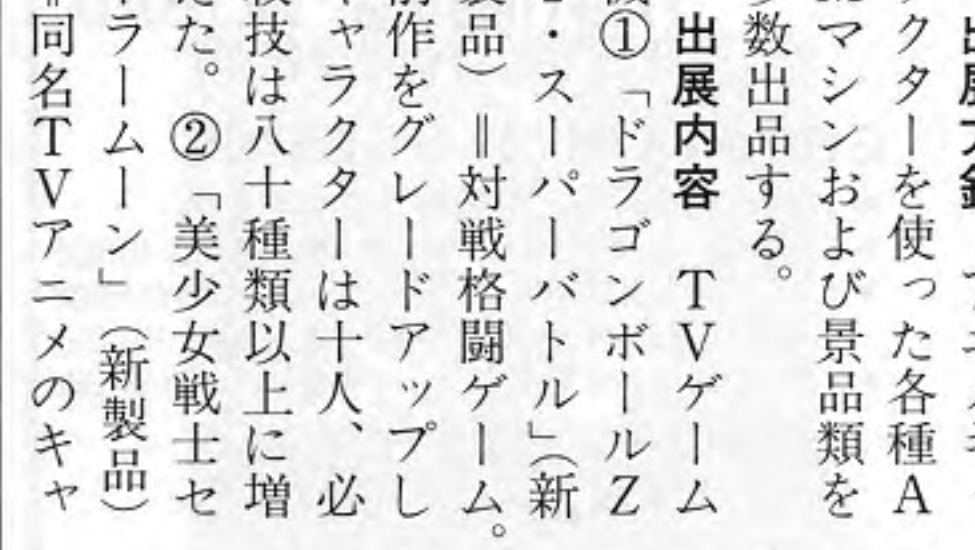 クターを使った各種A
Mマシンおよび景品類を
数出品する。
出展内容　TVゲーム
①「ドラゴンボールZ
・スーパーバトル」（新
製品）＝対戦格闘ゲーム。
前作をグレードアップし
ャラクターは十人、必
殺技は八十種類以上に増
た。②「美少女戦士セ
ラームーン」（新製品）
＝同名TVアニメのキャ